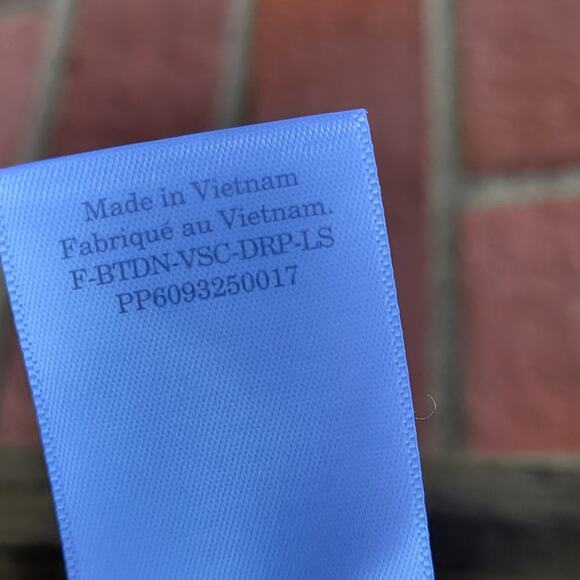 Made in Vietnam
Fabriqué au Vietnam.
F-BTDN-VSC-DRP-LS
PP6093250017